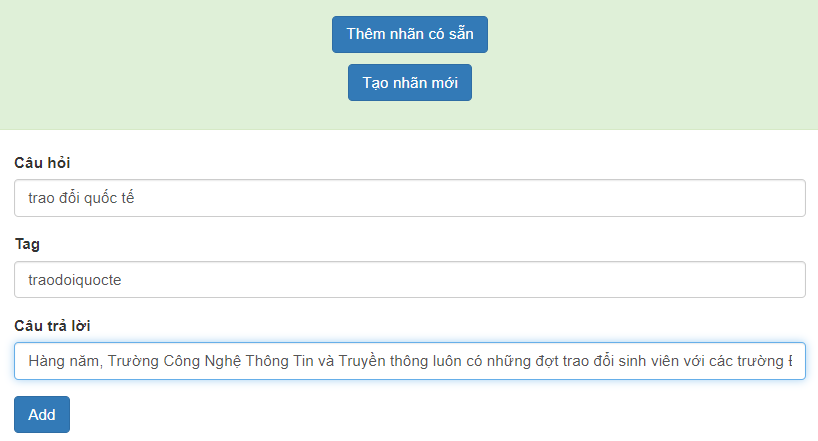 Thêm nhãn có sẵn
Tạo nhãn mới
Câu hỏi
trao đổi quốc tế
Tag
traodoiquocte
Câu trả lời
Hàng năm, Trường Công Nghệ Thông Tin và Truyền thông luôn có những đợt trao đổi sinh viên với các trường
Add